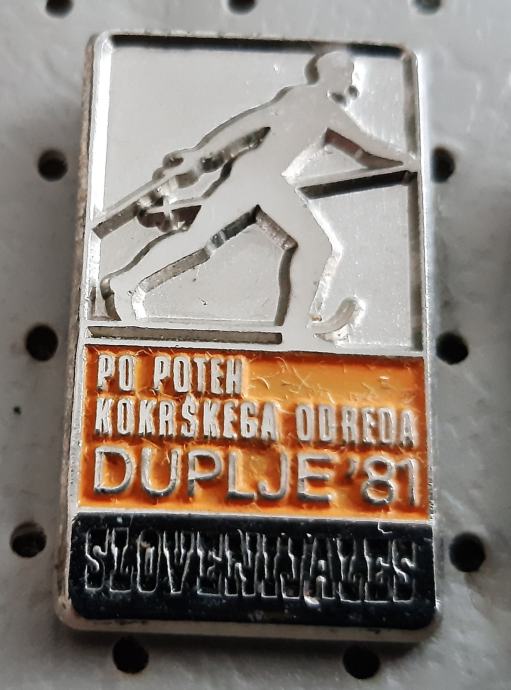 PO POTEH
KOKRŠKEGA ODREDA
DUPLJE '81
SLOVENIJALES